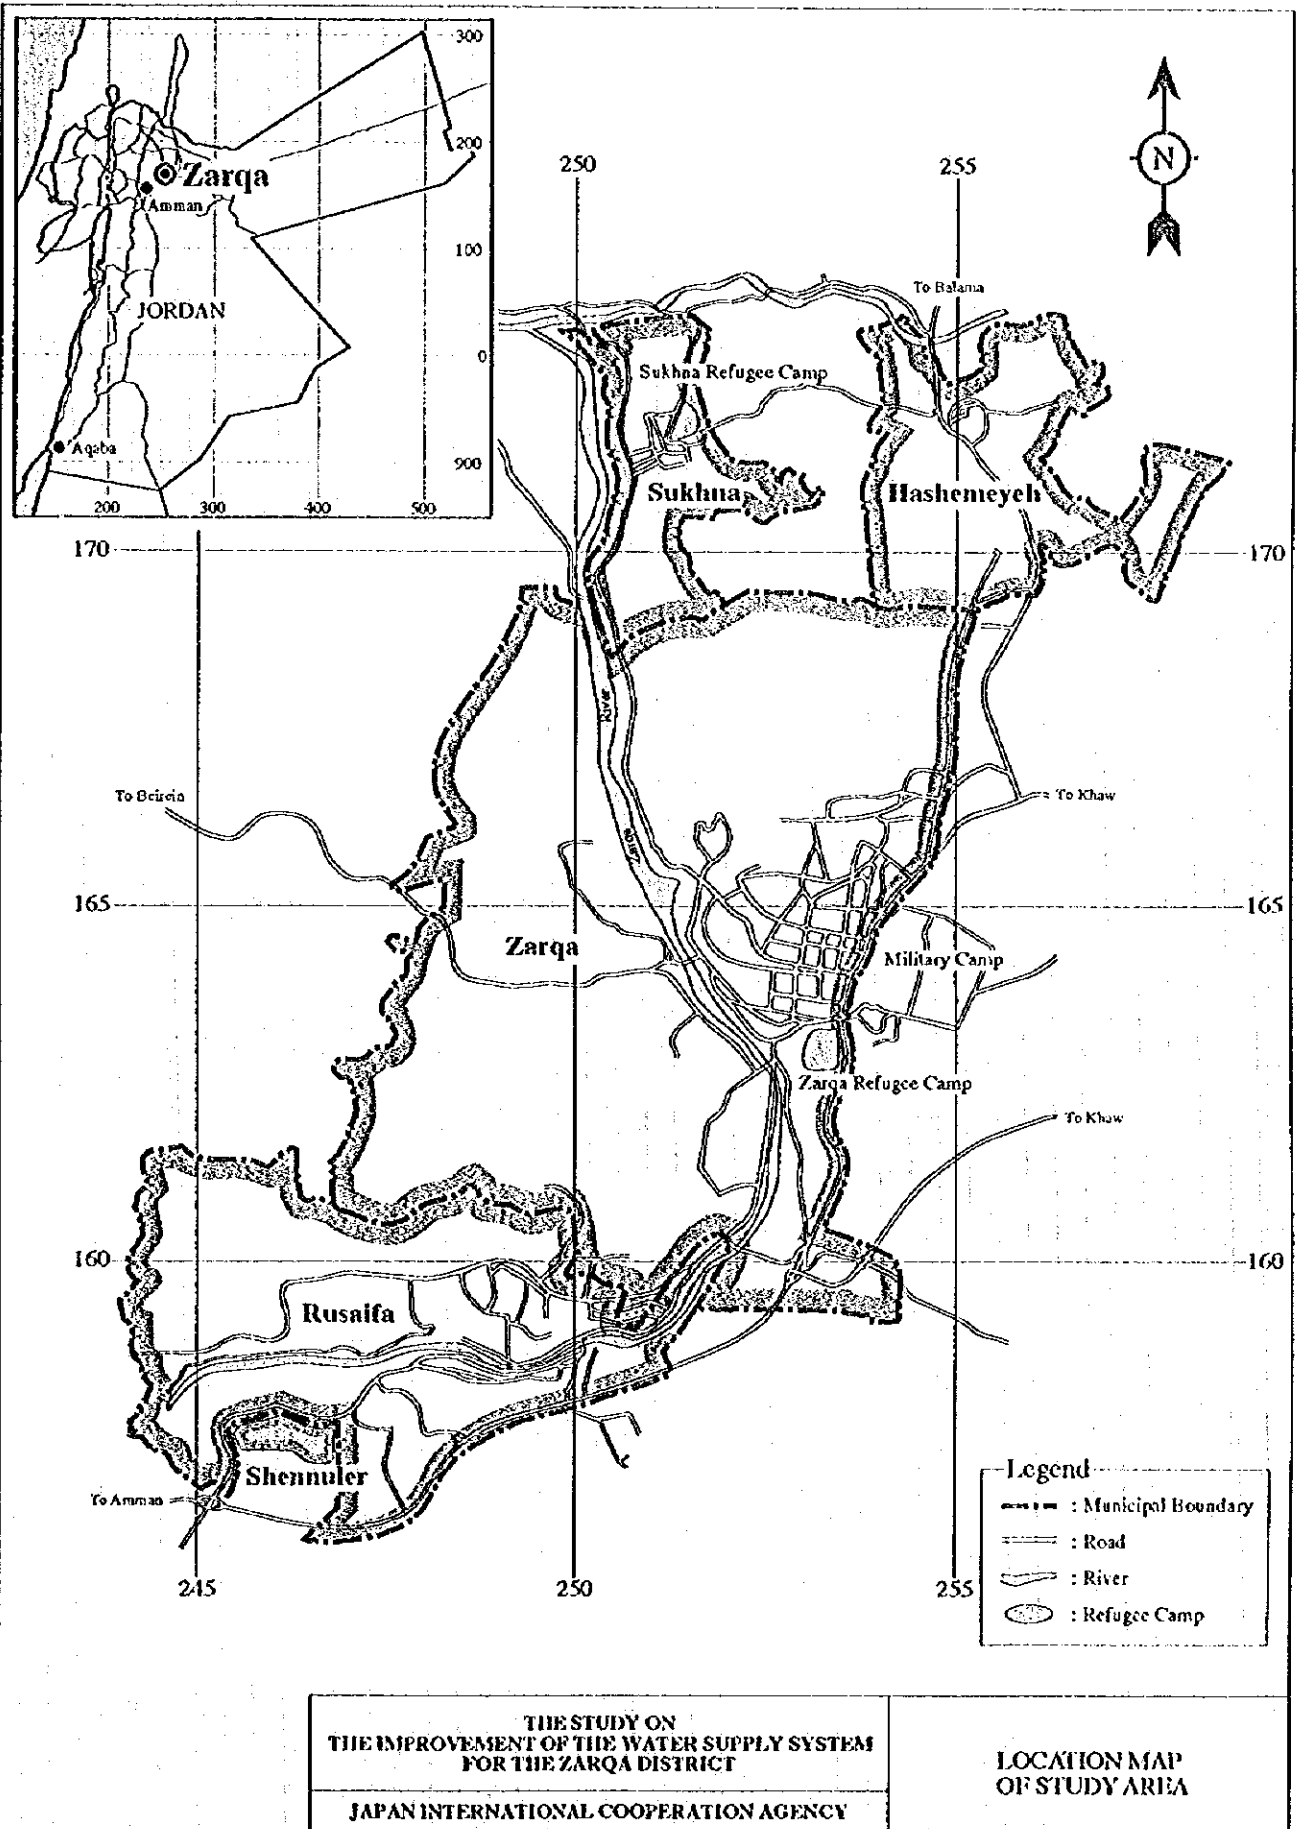 300
200
100
0
900
200
300
400
500
Zarqa
Amman
JORDAN
'Aqaba
N
250
255
To Balama
Sukhna Refugee Camp
Sukhna
Hashemeyeh
170
170
River
To Beirein
To Khaw
River
165
165
Zarqa
Military Camp
Zarqa Refugee Camp
To Khaw
160
160
Rusaifa
Shennuler
To Amman
245
250
255
Legend
: Municipal Boundary
: Road
: River
: Refugee Camp
THE STUDY ON
THE IMPROVEMENT OF THE WATER SUPPLY SYSTEM
FOR THE ZARQA DISTRICT
JAPAN INTERNATIONAL COOPERATION AGENCY
LOCATION MAP
OF STUDY AREA